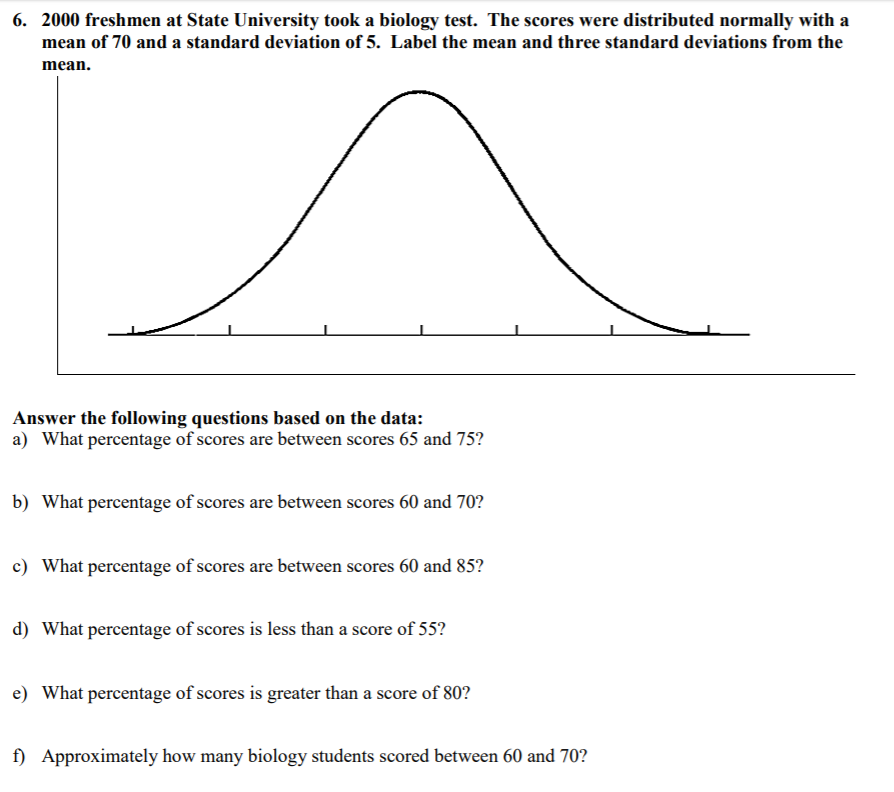 6. 2000 freshmen at State University took a biology test. The scores were distributed normally with a
mean of 70 and a standard deviation of 5. Label the mean and three standard deviations from the
mean.
Answer the following questions based on the data:
a) What percentage of scores are between scores 65 and 75?
b) What percentage of scores are between scores 60 and 70?
c) What percentage of scores are between scores 60 and 85?
d) What percentage of scores is less than a score of 55?
e) What percentage of scores is greater than a score of 80?
f) Approximately how many biology students scored between 60 and 70?